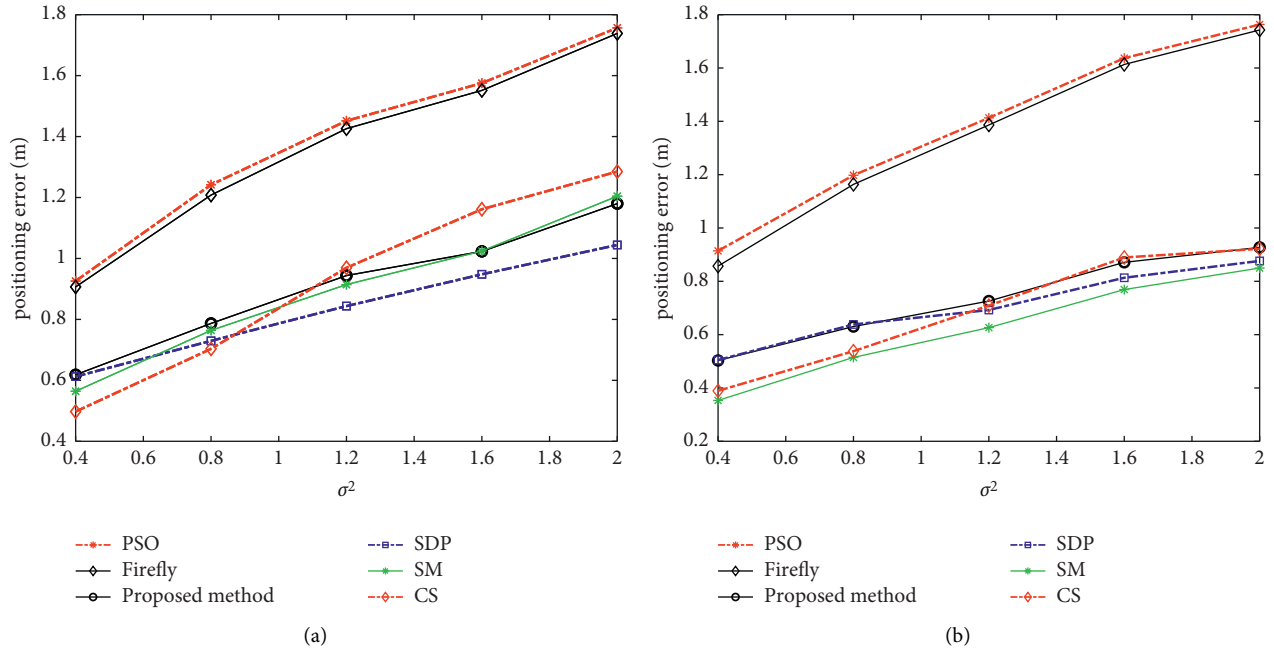 1.8
1.6
1.4
1.2
1
0.8
0.6
0.4
positioning error (m)
0.4 0.6 0.8 1 1.2 1.4 1.6 1.8 2
σ²
PSO
Firefly
Proposed method
SDP
SM
CS
(a)
1.8
1.6
1.4
1.2
1
0.8
0.6
0.4
0.2
positioning error (m)
0.4 0.6 0.8 1 1.2 1.4 1.6 1.8 2
σ²
PSO
Firefly
Proposed method
SDP
SM
CS
(b)